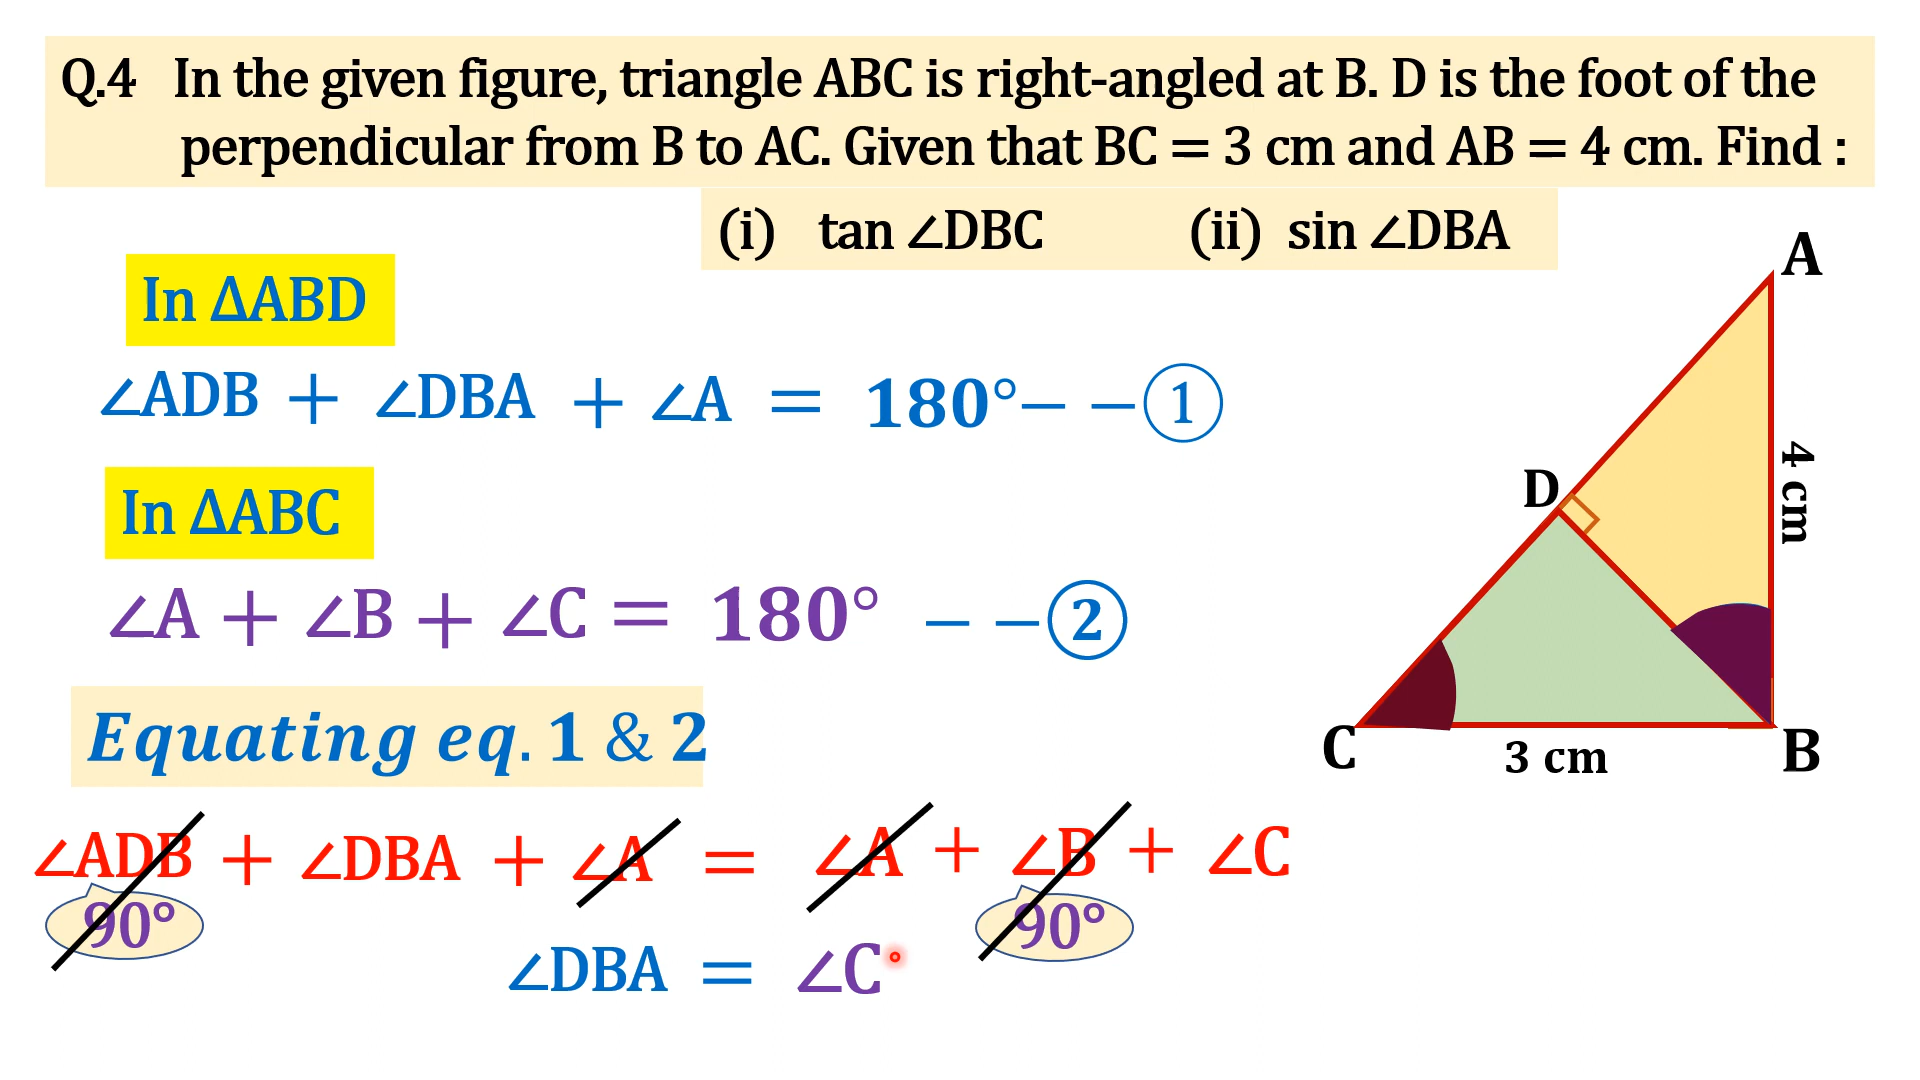 Q.4 In the given figure, triangle ABC is right-angled at B. D is the foot of the
perpendicular from B to AC. Given that BC = 3 cm and AB = 4 cm. Find :
(i) tan ∠DBC (ii) sin ∠DBA
In ΔABD
∠ADB + ∠DBA + ∠A = 180°− −①
In ΔABC
∠A + ∠B + ∠C = 180° − −②
Equating eq. 1 & 2
∠ADB + ∠DBA + ∠A = ∠A + ∠B + ∠C
90° 90°
∠DBA = ∠C
A
4 cm
D
C
3 cm
B